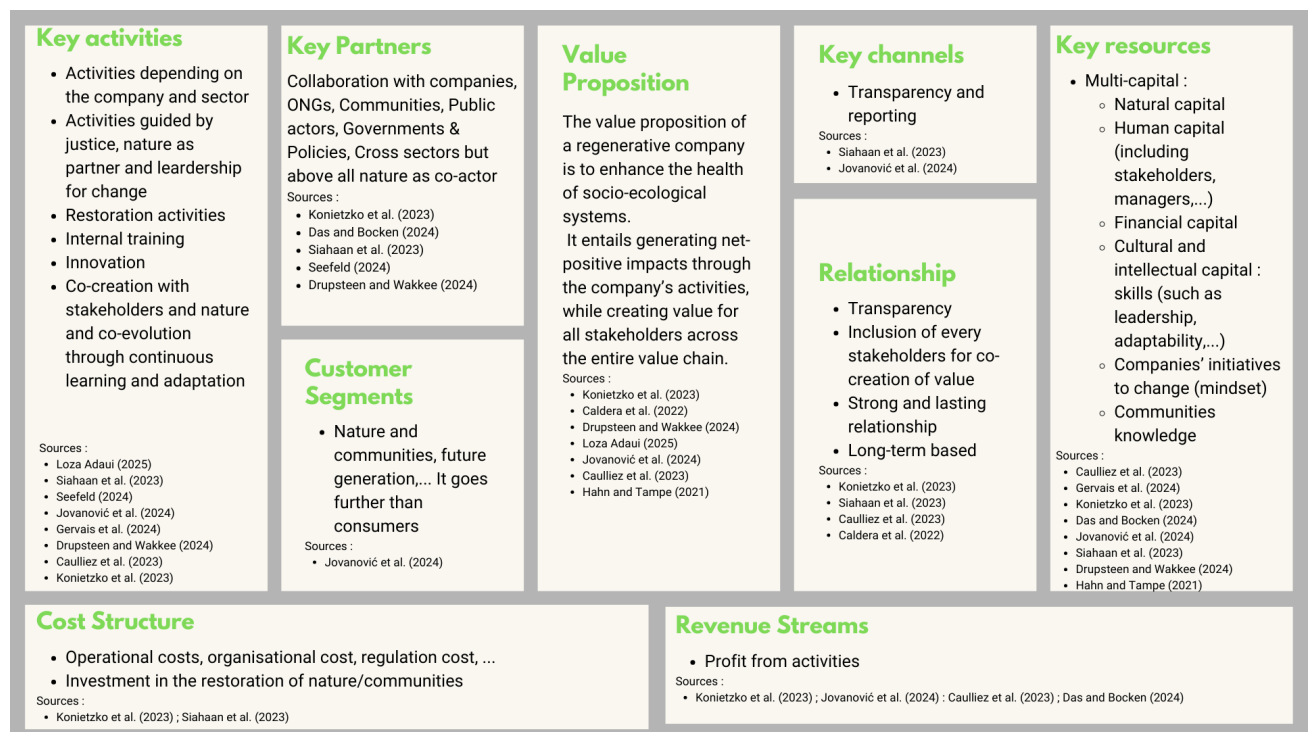 Key activities
Activities depending on
the company and sector
Activities guided by
justice, nature as
partner and leardership
for change
Restoration activities
Internal training
Innovation
Co-creation with
stakeholders and nature
and co-evolution
through continuous
learning and adaptation
Sources :
Loza Adaui (2025)
Siahaan et al. (2023)
Seefeld (2024)
Jovanović et al. (2024)
Gervais et al. (2024)
Drupsteen and Wakkee (2024)
Caulliez et al. (2023)
Konietzko et al. (2023)
Key Partners
Collaboration with companies,
ONGs, Communities, Public
actors, Governments &
Policies, Cross sectors but
above all nature as co-actor
Sources :
Konietzko et al. (2023)
Das and Bocken (2024)
Siahaan et al. (2023)
Seefeld (2024)
Drupsteen and Wakkee (2024)
Customer
Segments
Nature and
communities, future
generation,... It goes
further than
consumers
Sources :
Jovanović et al. (2024)
Value
Proposition
The value proposition of
a regenerative company
is to enhance the health
of socio-ecological
systems.
It entails generating net-
positive impacts through
the company's activities,
while creating value for
all stakeholders across
the entire value chain.
Sources :
Konietzko et al. (2023)
Caldera et al. (2022)
Drupsteen and Wakkee (2024)
Loza Adaui (2025)
Jovanović et al. (2024)
Caulliez et al. (2023)
Hahn and Tampe (2021)
Key channels
Transparency and
reporting
Sources :
Siahaan et al. (2023)
Jovanović et al. (2024)
Relationship
Transparency
Inclusion of every
stakeholders for co-
creation of value
Strong and lasting
relationship
Long-term based
Sources :
Konietzko et al. (2023)
Siahaan et al. (2023)
Caulliez et al. (2023)
Caldera et al. (2022)
Key resources
Multi-capital :
Natural capital
Human capital
(including
stakeholders,
managers,...)
Financial capital
Cultural and
intellectual capital :
skills (such as
leadership,
adaptability,...)
Companies' initiatives
to change (mindset)
Communities
knowledge
Sources :
Caulliez et al. (2023)
Gervais et al. (2024)
Konietzko et al. (2023)
Das and Bocken (2024)
Jovanović et al. (2024)
Siahaan et al. (2023)
Drupsteen and Wakkee (2024)
Hahn and Tampe (2021)
Cost Structure
Operational costs, organisational cost, regulation cost, ...
Investment in the restoration of nature/communities
Sources :
Konietzko et al. (2023) ; Siahaan et al. (2023)
Revenue Streams
Profit from activities
Sources :
Konietzko et al. (2023) ; Jovanović et al. (2024) : Caulliez et al. (2023) ; Das and Bocken (2024)